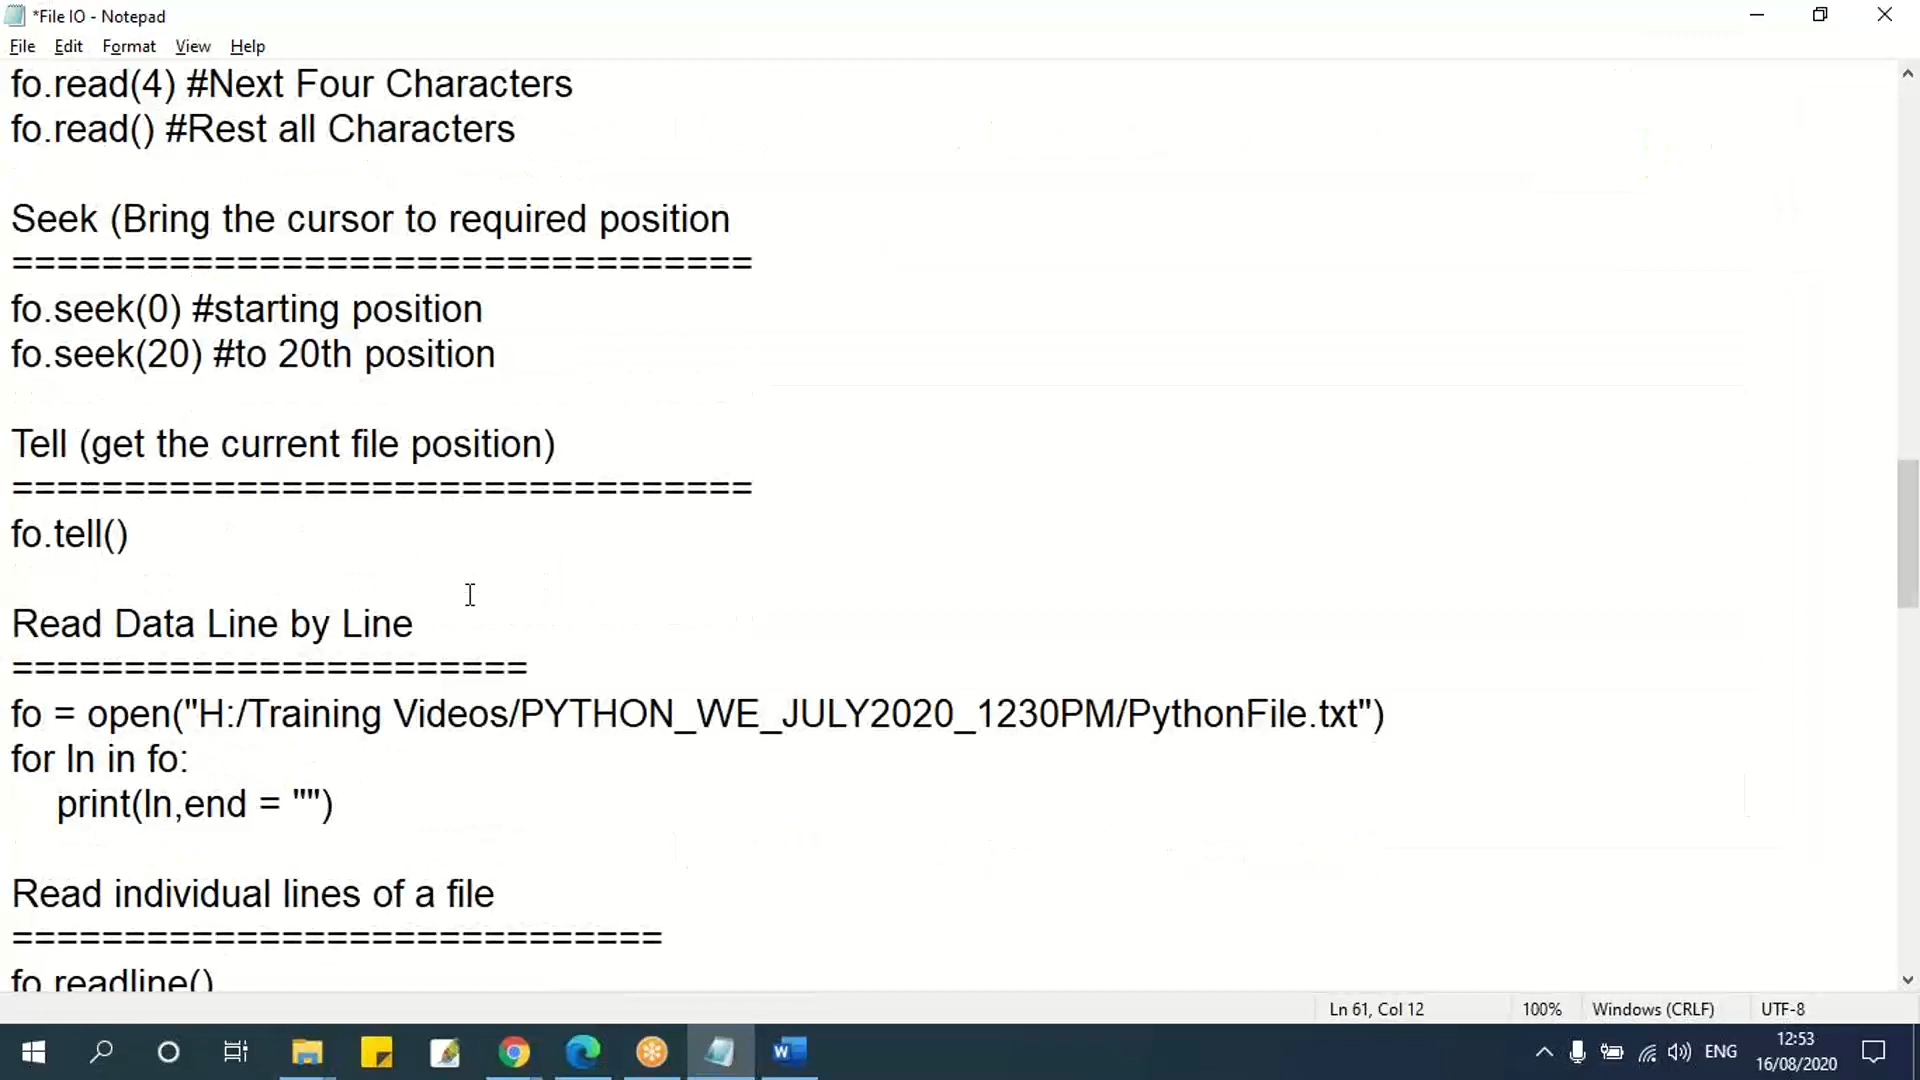 *File IO - Notepad
File Edit Format View Help
fo.read(4) #Next Four Characters
fo.read() #Rest all Characters
Seek (Bring the cursor to required position
=================================
fo.seek(0) #starting position
fo.seek(20) #to 20th position
Tell (get the current file position)
=================================
fo.tell()
Read Data Line by Line
=======================
fo = open("H:/Training Videos/PYTHON_WE_JULY2020_1230PM/PythonFile.txt")
for ln in fo:
    print(ln,end = "")
Read individual lines of a file
=============================
fo.readline()
Ln 61, Col 12 100% Windows (CRLF) UTF-8
ENG 12:53
16/08/2020